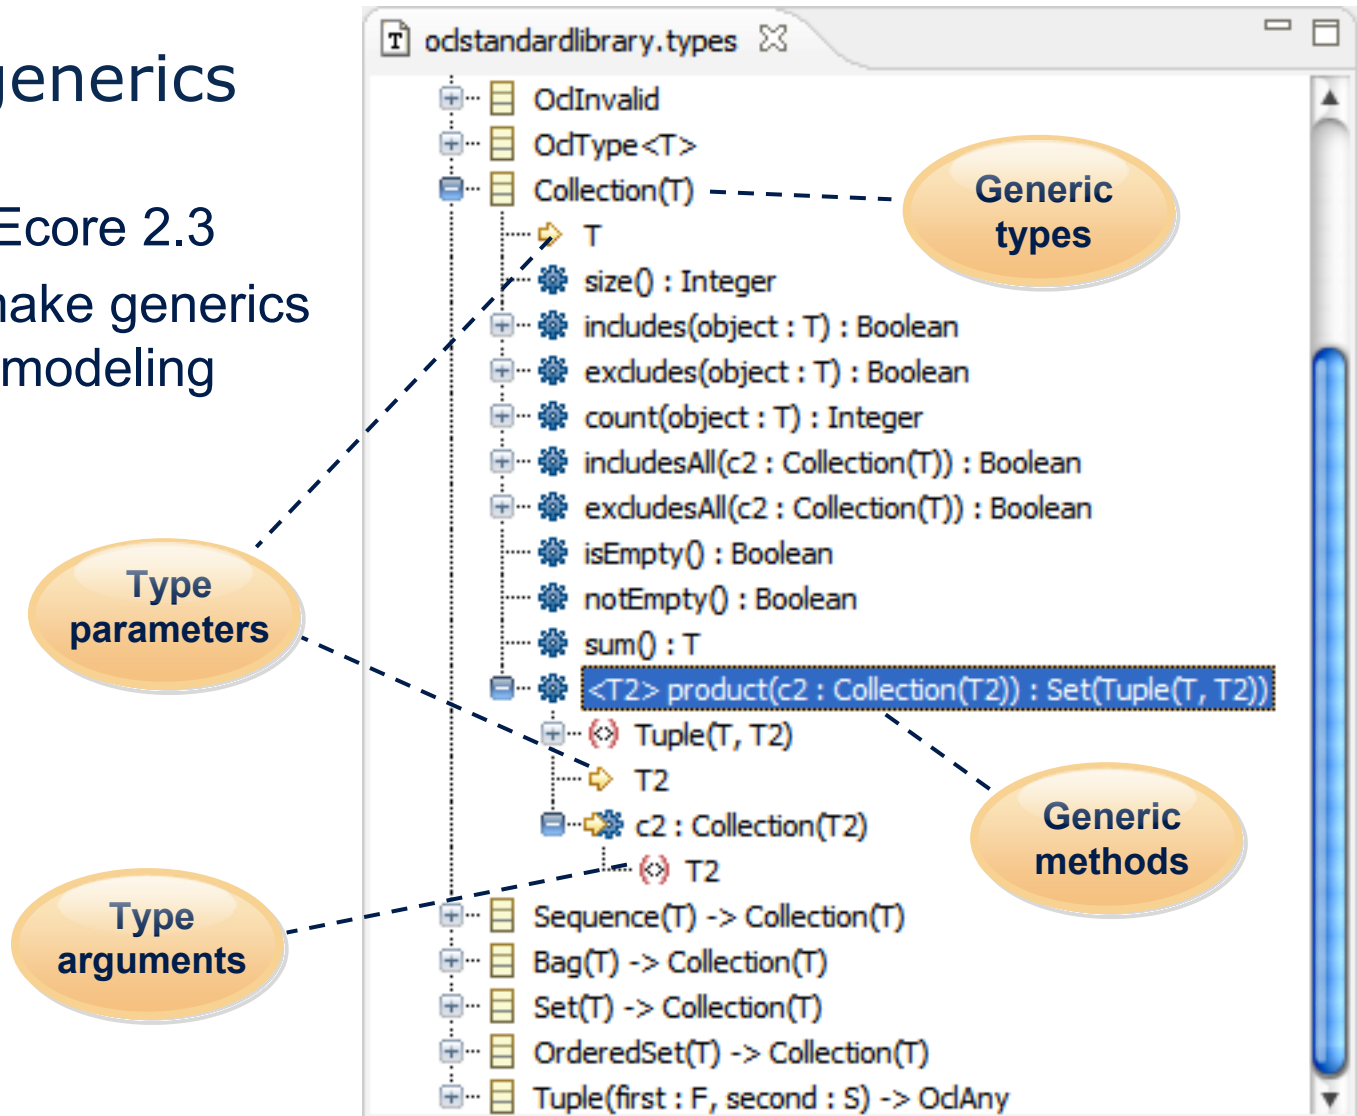 generics
Ecore 2.3
make generics
modeling
oclstandardlibrary.types
OclInvalid
OclType<T>
Collection(T)
T
size() : Integer
includes(object : T) : Boolean
excludes(object : T) : Boolean
count(object : T) : Integer
includesAll(c2 : Collection(T)) : Boolean
excludesAll(c2 : Collection(T)) : Boolean
isEmpty() : Boolean
notEmpty() : Boolean
sum() : T
<T2> product(c2 : Collection(T2)) : Set(Tuple(T, T2))
Tuple(T, T2)
T2
c2 : Collection(T2)
T2
Sequence(T) -> Collection(T)
Bag(T) -> Collection(T)
Set(T) -> Collection(T)
OrderedSet(T) -> Collection(T)
Tuple(first : F, second : S) -> OclAny
Generic
types
Type
parameters
Generic
methods
Type
arguments